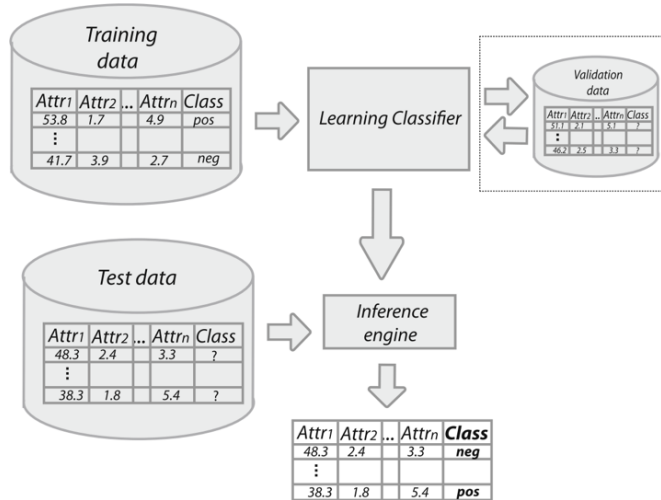 Training
data
Attr1 Attr2 ... Attrn Class
53.8 1.7 4.9 pos
⋮
41.7 3.9 2.7 neg
Learning Classifier
Validation
data
Attr1 Attr2 .. Attrn Class
51.1 2.1 5.1 ?
⋮
46.2 2.5 3.3 ?
Test data
Attr1 Attr2 ... Attrn Class
48.3 2.4 3.3 ?
⋮
38.3 1.8 5.4 ?
Inference
engine
Attr1 Attr2 ... Attrn Class
48.3 2.4 3.3 neg
⋮
38.3 1.8 5.4 pos